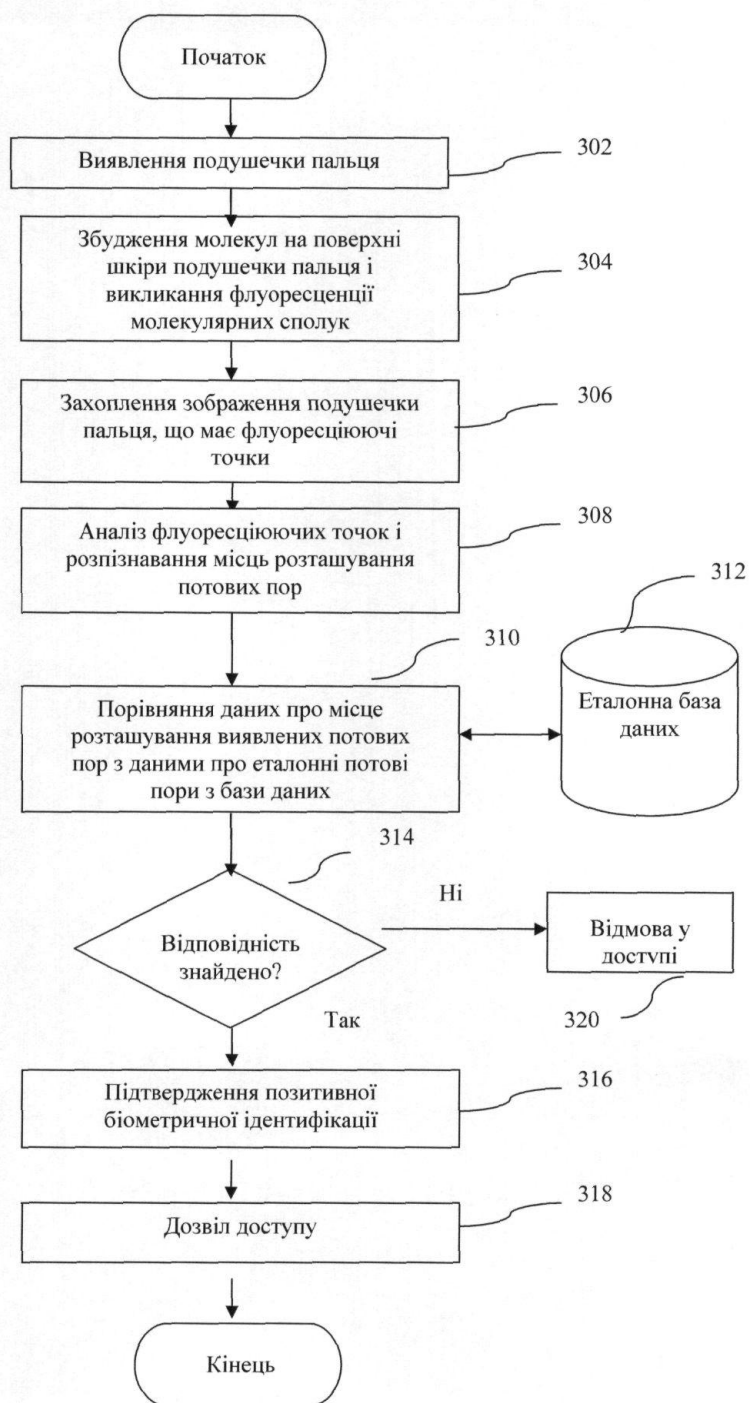 Початок
Виявлення подушечки пальця
302
Збудження молекул на поверхні
шкіри подушечки пальця і
викликання флуоресценції
молекулярних сполук
304
Захоплення зображення подушечки
пальця, що має флуоресціюючі
точки
306
Аналіз флуоресціюючих точок і
розпізнавання місць розташування
потових пор
308
312
310
Порівняння даних про місце
розташування виявлених потових
пор з даними про еталонні потові
пори з бази даних
Еталонна база
даних
314
Відповідність
знайдено?
Ні
Відмова у
доступі
320
Так
Підтвердження позитивної
біометричної ідентифікації
316
Дозвіл доступу
318
Кінець